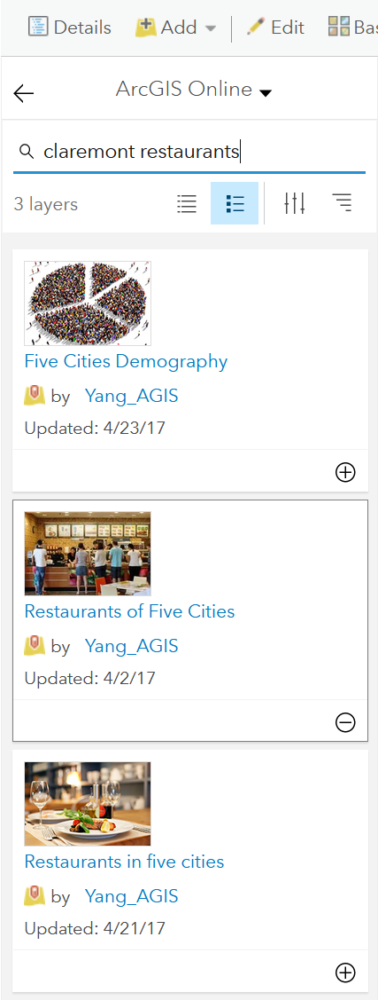 Details Add Edit Bas
ArcGIS Online
claremont restaurants
3 layers
Five Cities Demography
by Yang_AGIS
Updated: 4/23/17
Restaurants of Five Cities
by Yang_AGIS
Updated: 4/2/17
Restaurants in five cities
by Yang_AGIS
Updated: 4/21/17